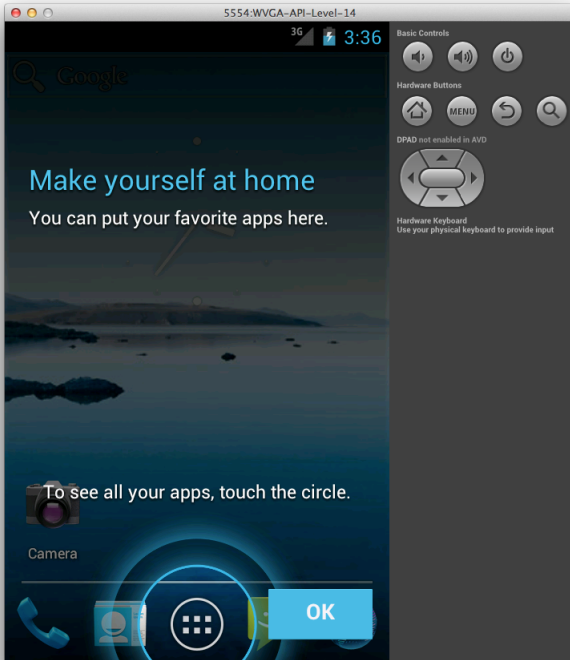 5554:WVGA-API-Level-14
3G 3:36
Google
Make yourself at home
You can put your favorite apps here.
To see all your apps, touch the circle.
Camera
OK
Basic Controls
Hardware Buttons
MENU
DPAD not enabled in AVD
Hardware Keyboard
Use your physical keyboard to provide input